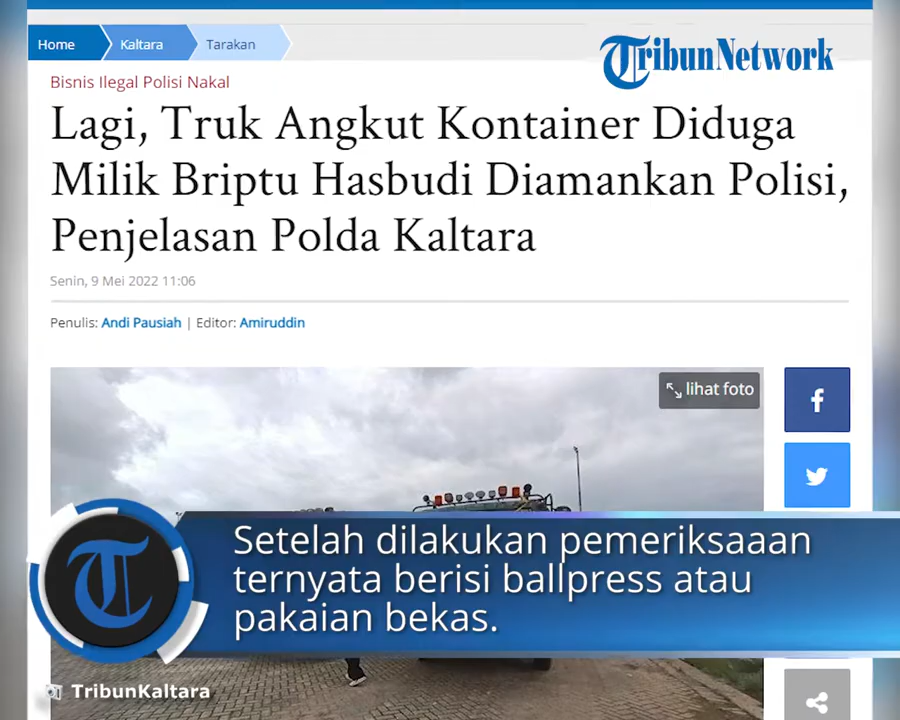 Home Kaltara Tarakan
TribunNetwork
Bisnis Ilegal Polisi Nakal
Lagi, Truk Angkut Kontainer Diduga
Milik Briptu Hasbudi Diamankan Polisi,
Penjelasan Polda Kaltara
Senin, 9 Mei 2022 11:06
Penulis: Andi Pausiah | Editor: Amiruddin
lihat foto
f
T
Setelah dilakukan pemeriksaaan
ternyata berisi ballpress atau
pakaian bekas.
TribunKaltara